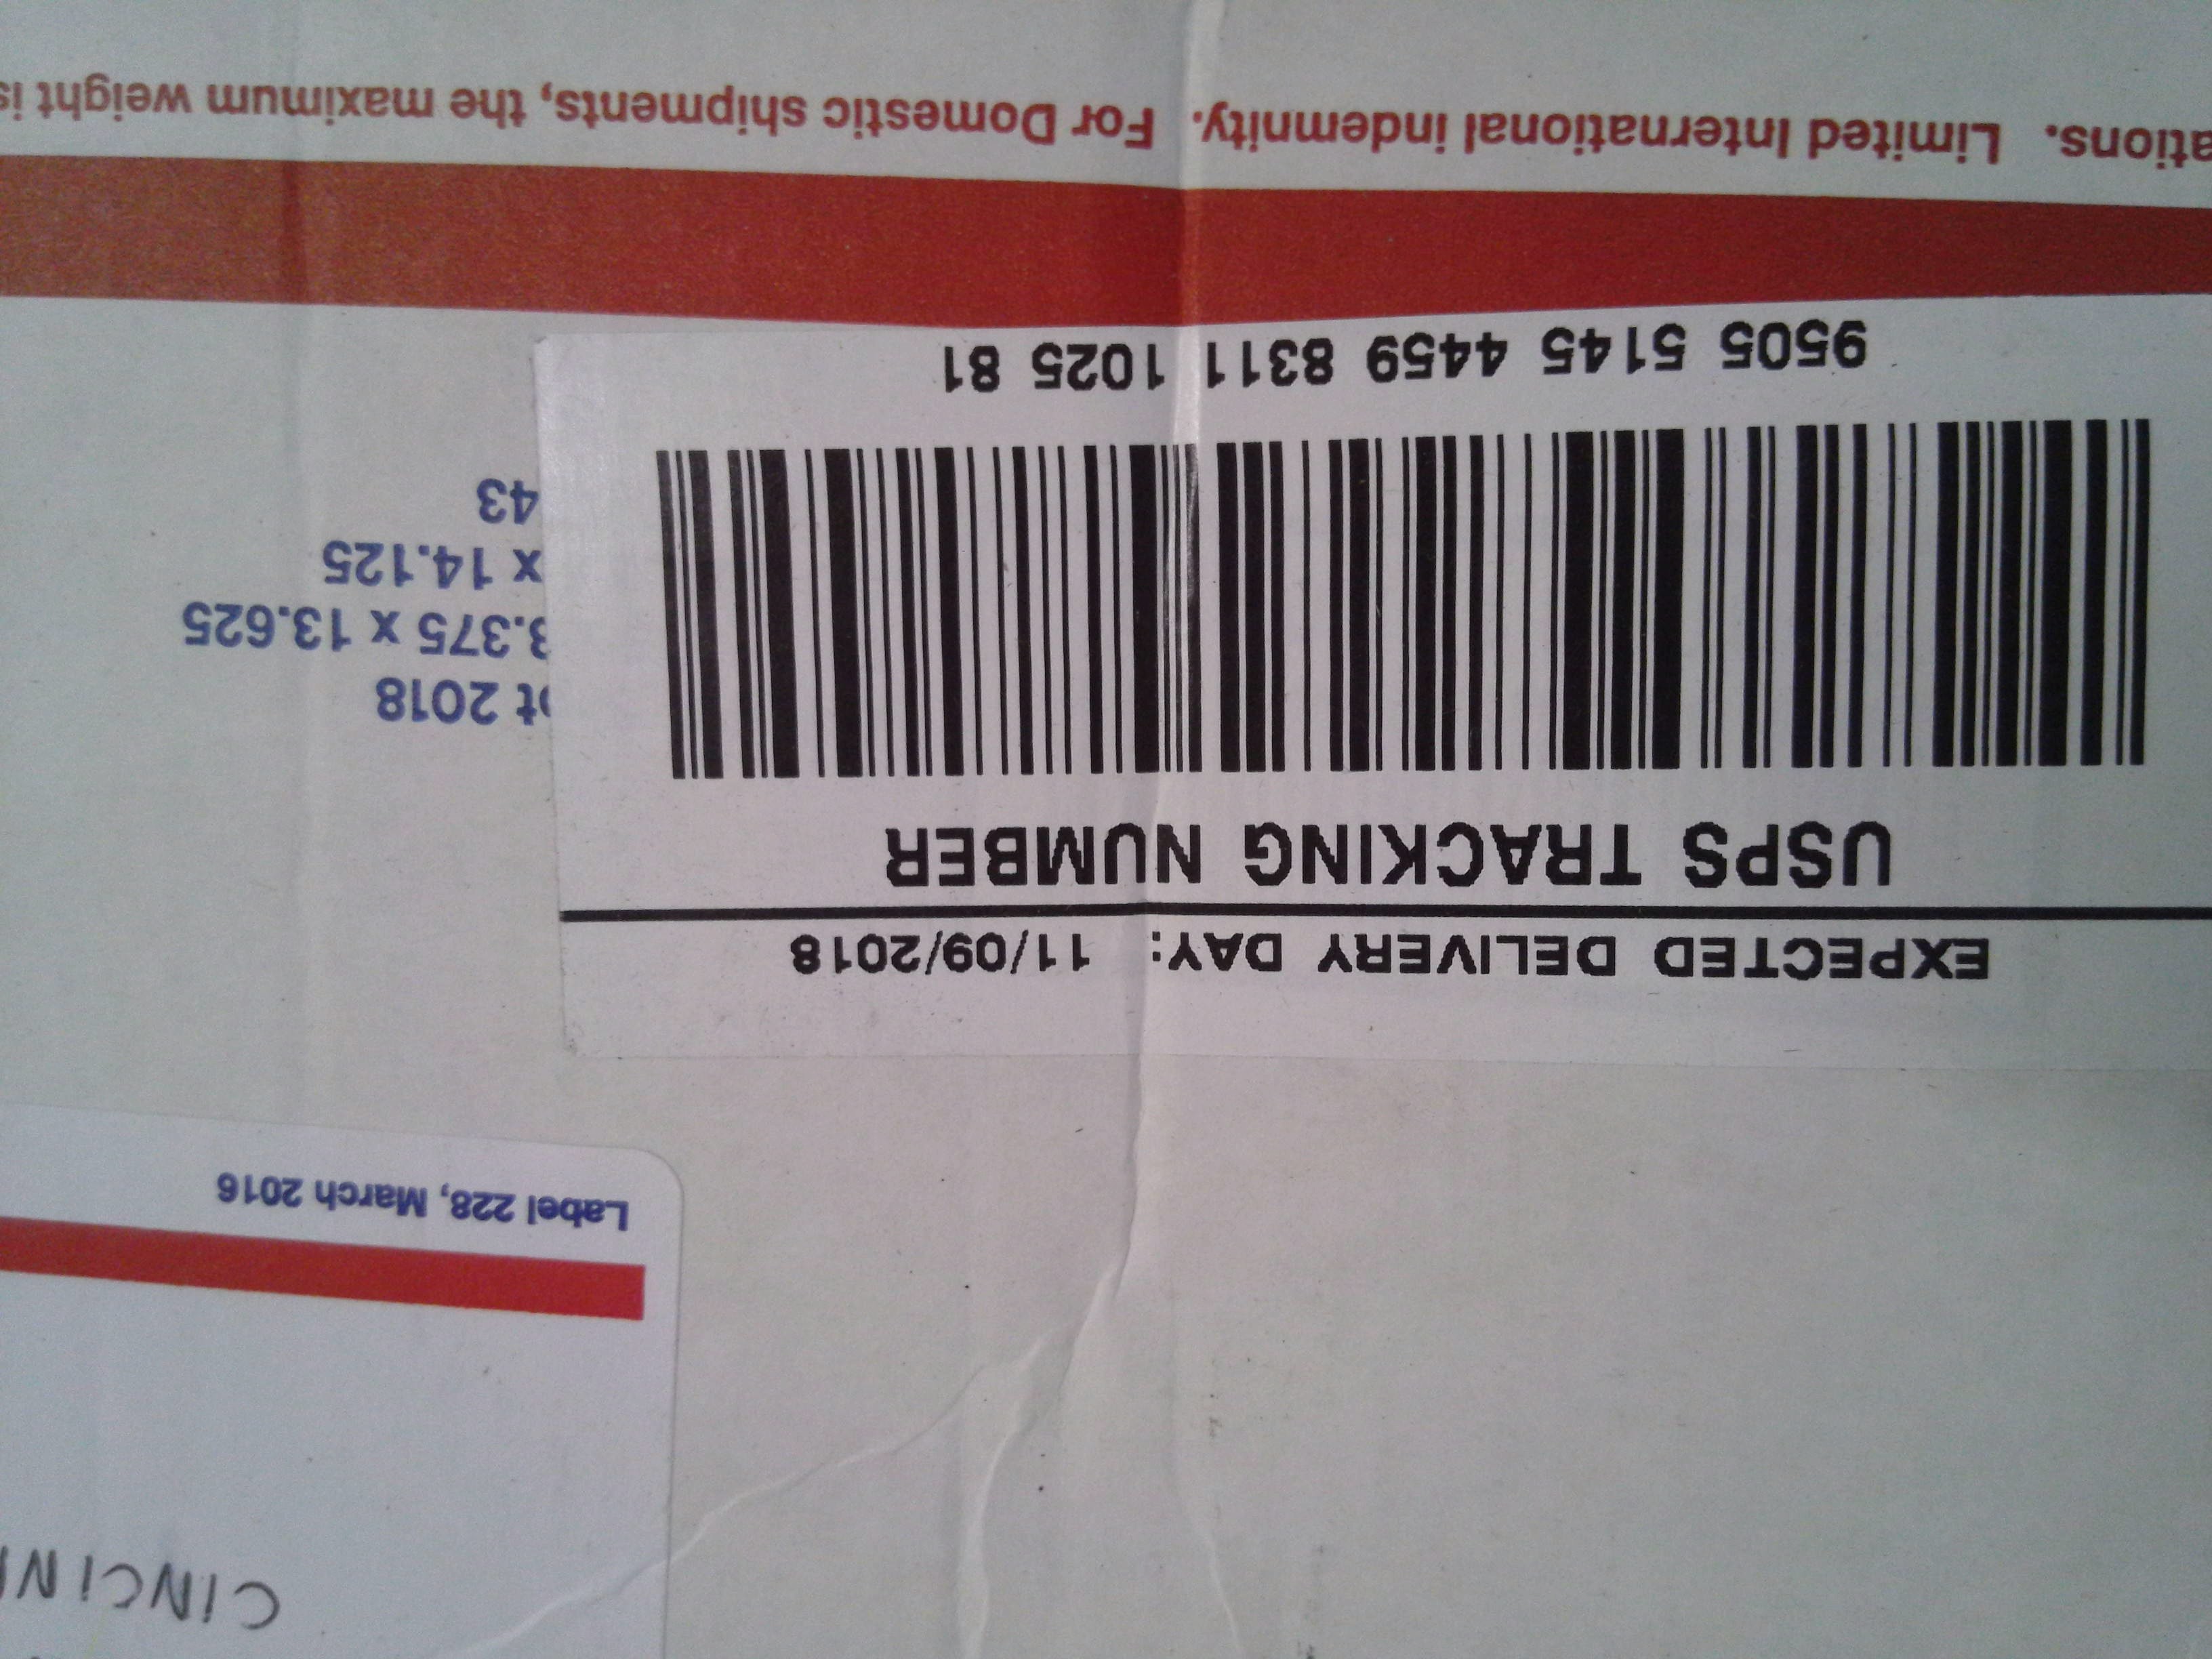 CINCIN
Label 228, March 2016
EXPECTED DELIVERY DAY: 11/09/2018
USPS TRACKING NUMBER
9505 5145 4459 8311 1025 81
2018
.375 x 13.625
x 14.125
43
ations. Limited International indemnity. For Domestic shipments, the maximum weight is